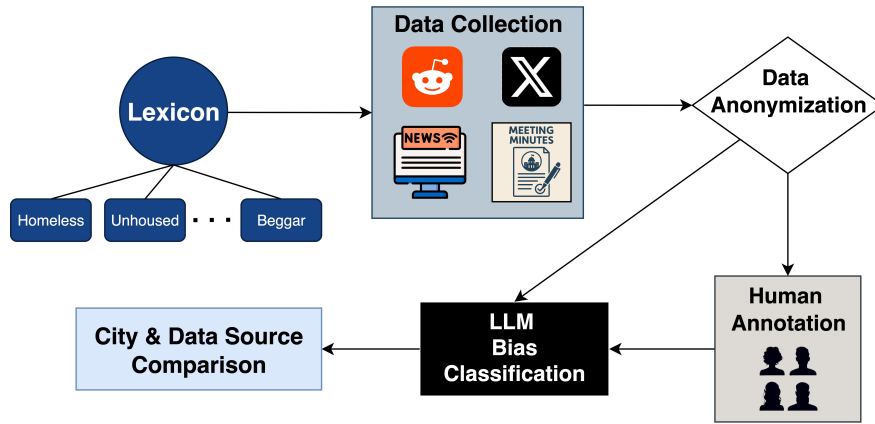 Data Collection
Lexicon
Homeless
Unhoused
. . .
Beggar
NEWS
MEETING
MINUTES
Data
Anonymization
Human
Annotation
LLM
Bias
Classification
City & Data Source
Comparison